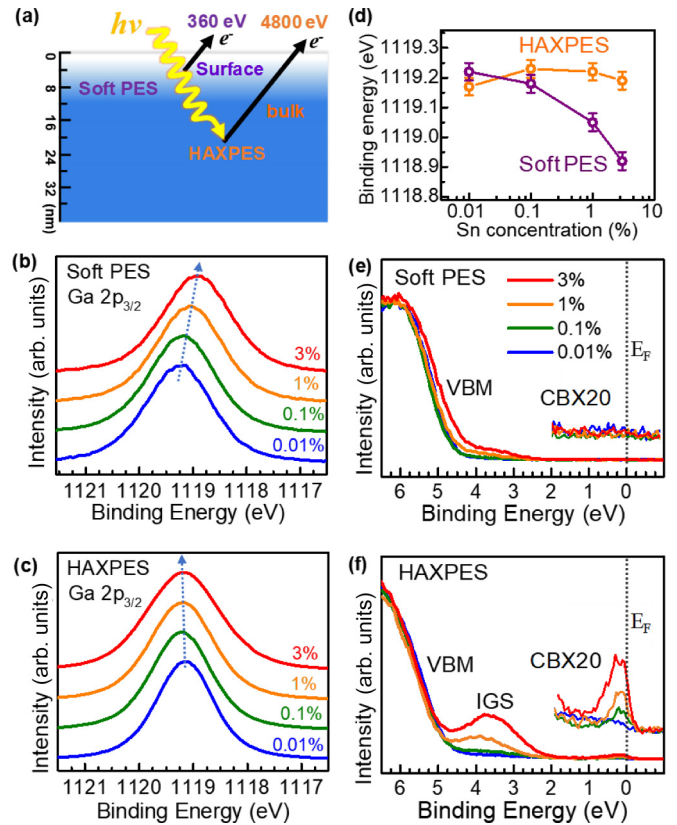 (a)
hν
360 eV
e-
4800 eV
e-
0
8
16
24
32
(nm)
Surface
Soft PES
bulk
HAXPES
(d)
Binding energy (eV)
1119.3
1119.2
1119.1
1119.0
1118.9
1118.8
HAXPES
Soft PES
0.01
0.1
1
10
Sn concentration (%)
(b)
Soft PES
Ga 2p3/2
3%
1%
0.1%
0.01%
Intensity (arb. units)
1121
1120
1119
1118
1117
Binding Energy (eV)
(e)
Soft PES
3%
1%
0.1%
0.01%
EF
VBM
CBX20
Intensity (arb. units)
6
5
4
3
2
1
0
Binding Energy (eV)
(c)
HAXPES
Ga 2p3/2
3%
1%
0.1%
0.01%
Intensity (arb. units)
1121
1120
1119
1118
1117
Binding Energy (eV)
(f)
HAXPES
EF
VBM
CBX20
IGS
Intensity (arb. units)
6
5
4
3
2
1
0
Binding Energy (eV)